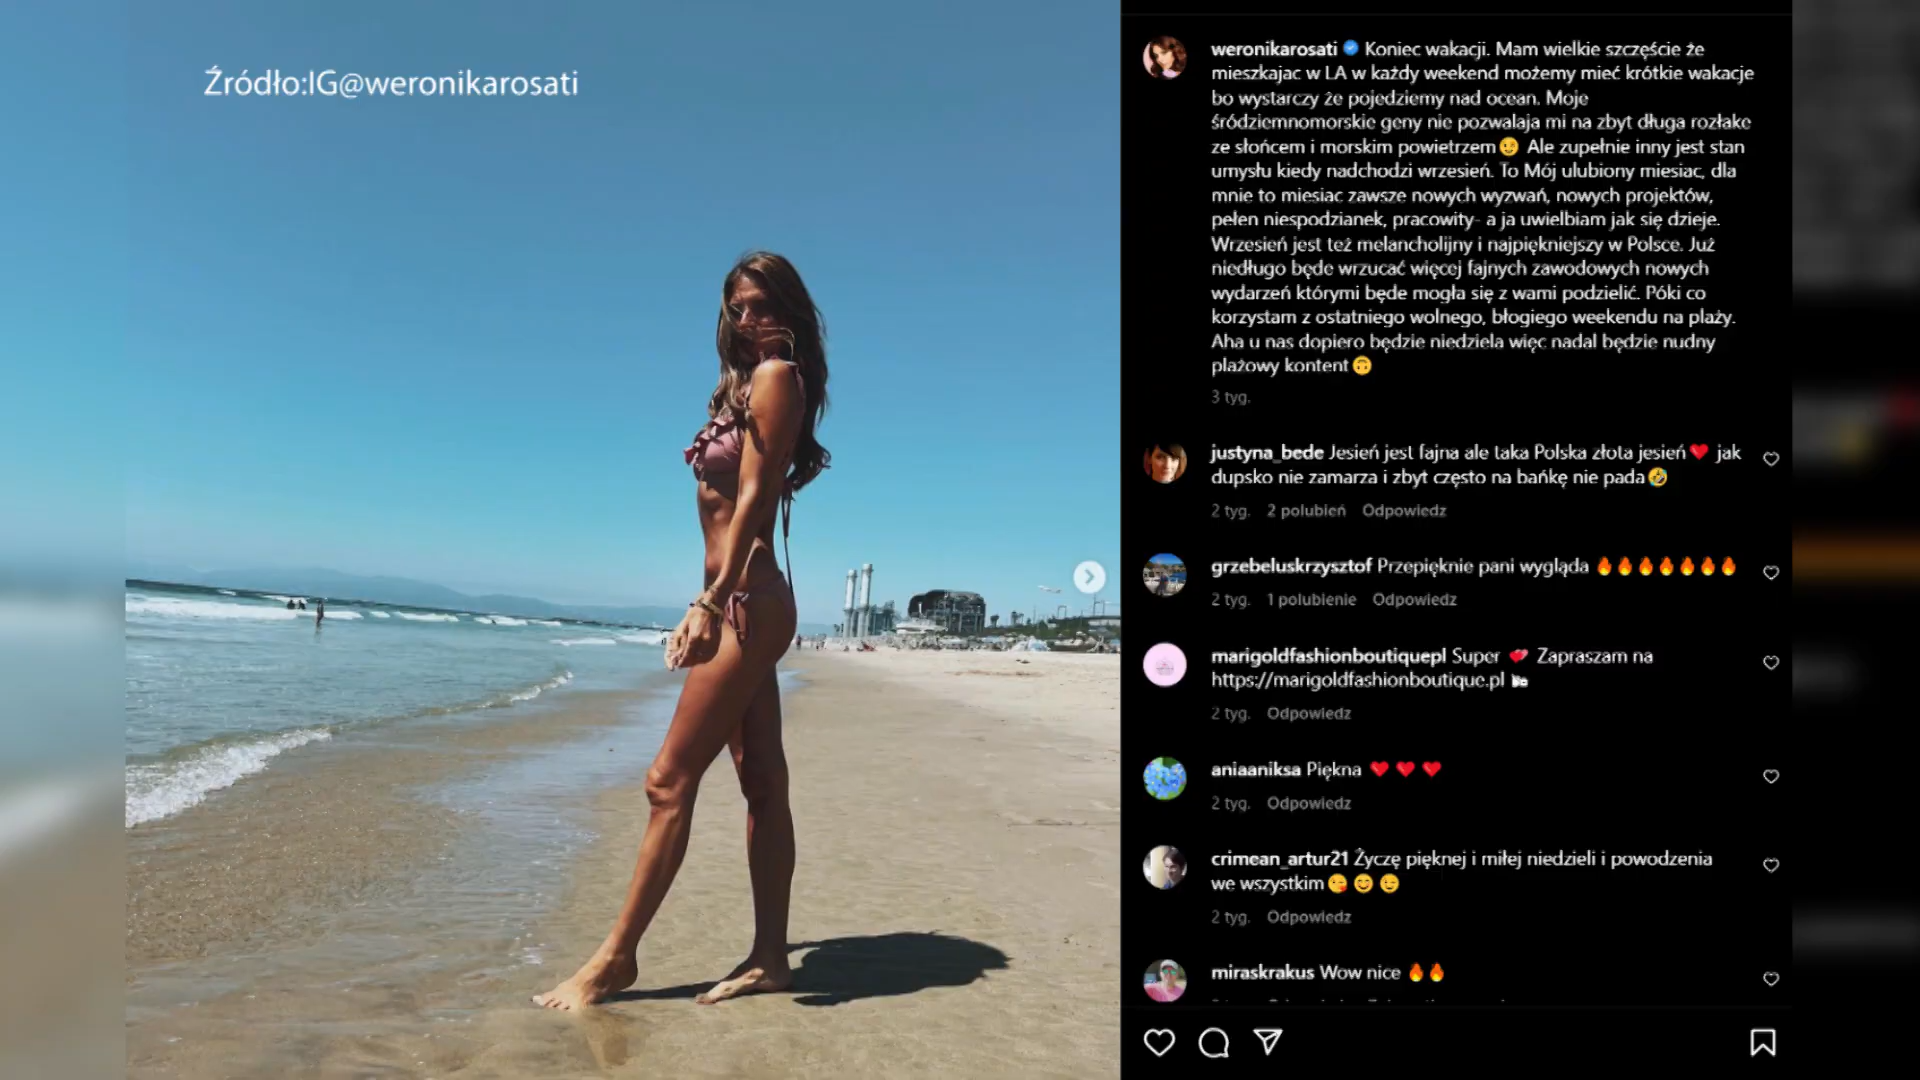 Źródło:IG@weronikarosati
weronikarosati Koniec wakacji. Mam wielkie szczęście że
mieszkajac w LA w każdy weekend możemy mieć krótkie wakacje
bo wystarczy że pojedziemy nad ocean. Moje
śródziemnomorskie geny nie pozwalaja mi na zbyt długa rozłake
ze słońcem i morskim powietrzem😉 Ale zupełnie inny jest stan
umysłu kiedy nadchodzi wrzesień. To Mój ulubiony miesiac, dla
mnie to miesiac zawsze nowych wyzwań, nowych projektów,
pełen niespodzianek, pracowity- a ja uwielbiam jak się dzieje.
Wrzesień jest też melancholijny i najpiękniejszy w Polsce. Już
niedługo będe wrzucać więcej fajnych zawodowych nowych
wydarzeń którymi będe mogła się z wami podzielić. Póki co
korzystam z ostatniego wolnego, błogiego weekendu na plaży.
Aha u nas dopiero będzie niedziela więc nadal będzie nudny
plażowy kontent🙃
3 tyg.
justyna_bede Jesień jest fajna ale taka Polska złota jesień❤️ jak
dupsko nie zamarza i zbyt często na bańkę nie pada🤣
2 tyg. 2 polubień Odpowiedz
grzebeluskrzysztof Przepięknie pani wygląda 🔥🔥🔥🔥🔥🔥🔥
2 tyg. 1 polubienie Odpowiedz
marigoldfashionboutiquepl Super 💕 Zapraszam na
https://marigoldfashionboutique.pl
2 tyg. Odpowiedz
aniaaniksa Piękna ❤️ ❤️ ❤️
2 tyg. Odpowiedz
crimean_artur21 Życzę pięknej i miłej niedzieli i powodzenia
we wszystkim😘😊😉
2 tyg. Odpowiedz
miraskrakus Wow nice 🔥🔥